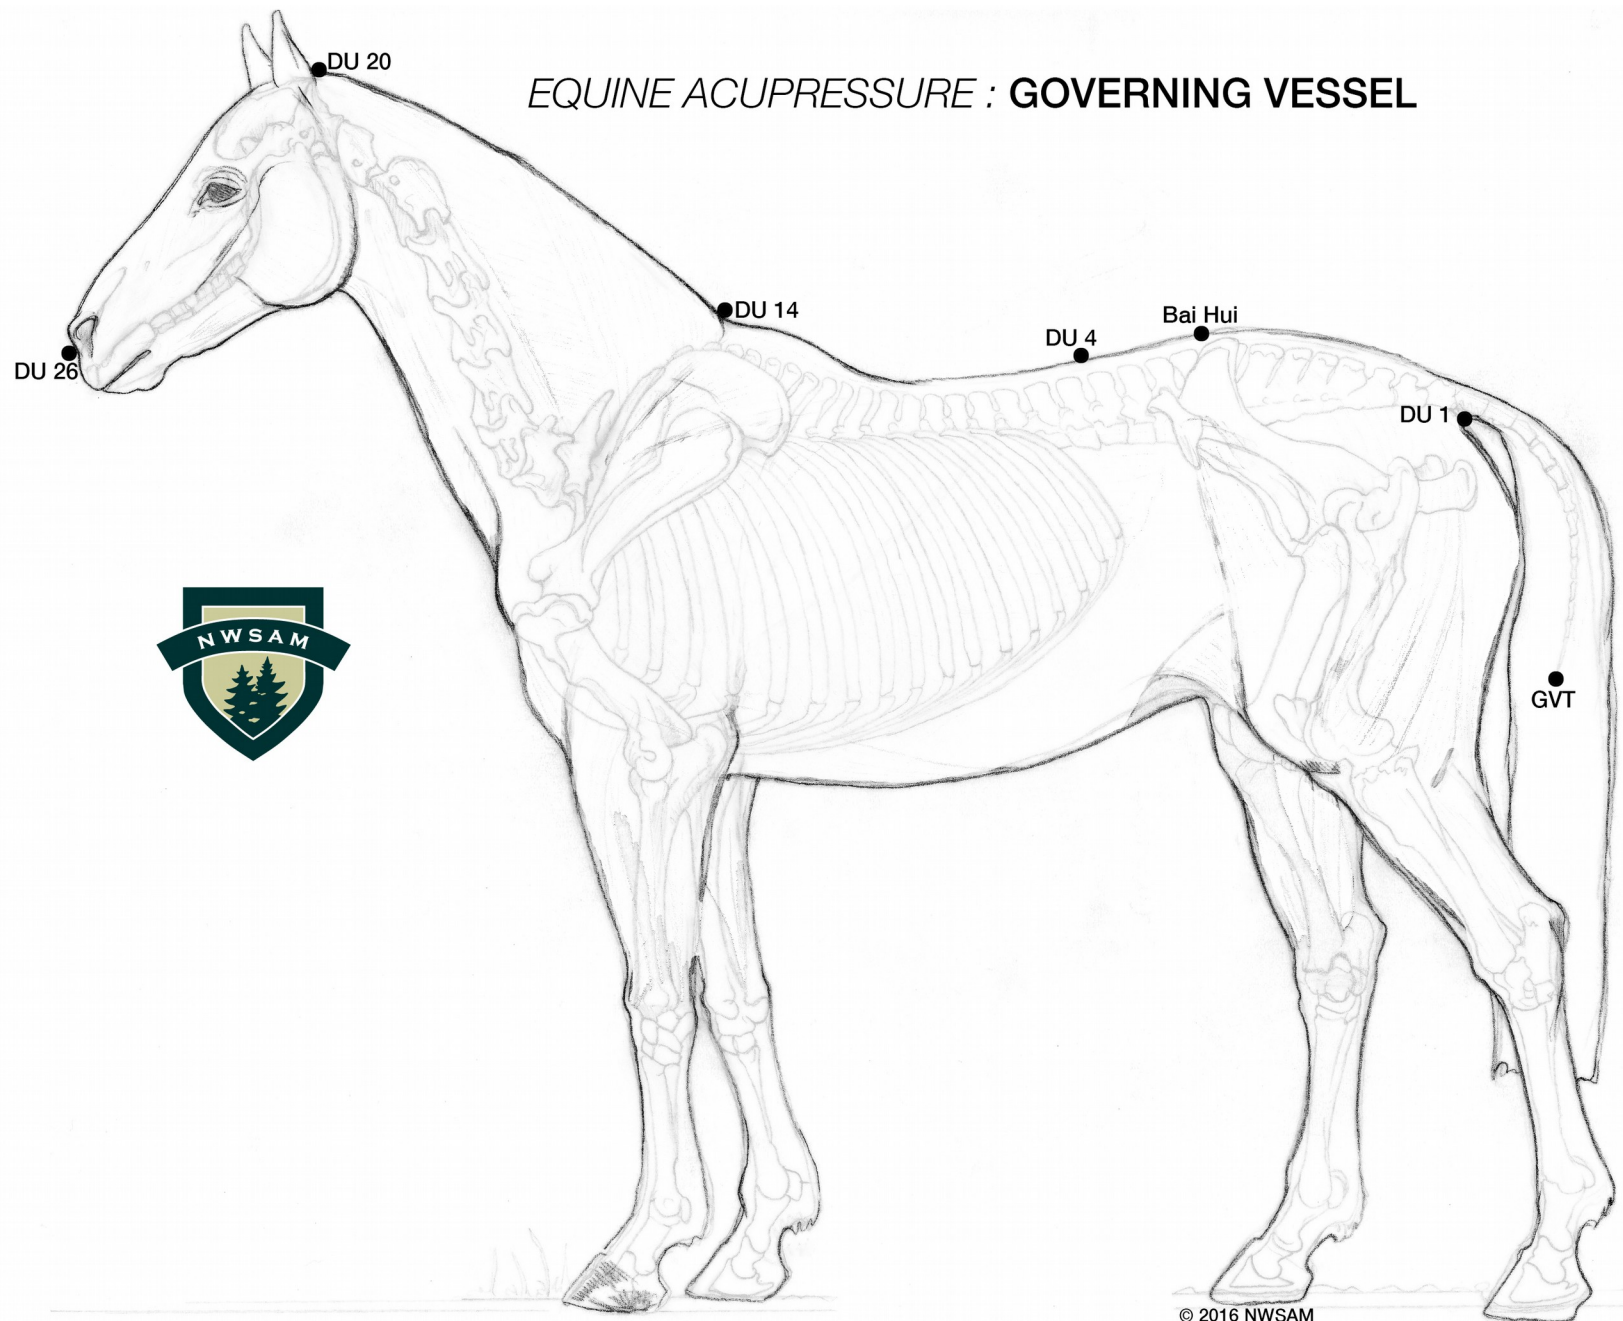 DU 20
EQUINE ACUPRESSURE : GOVERNING VESSEL
DU 14
Bai Hui
DU 4
DU 26
DU 1
NWSAM
GVT
© 2016 NWSAM